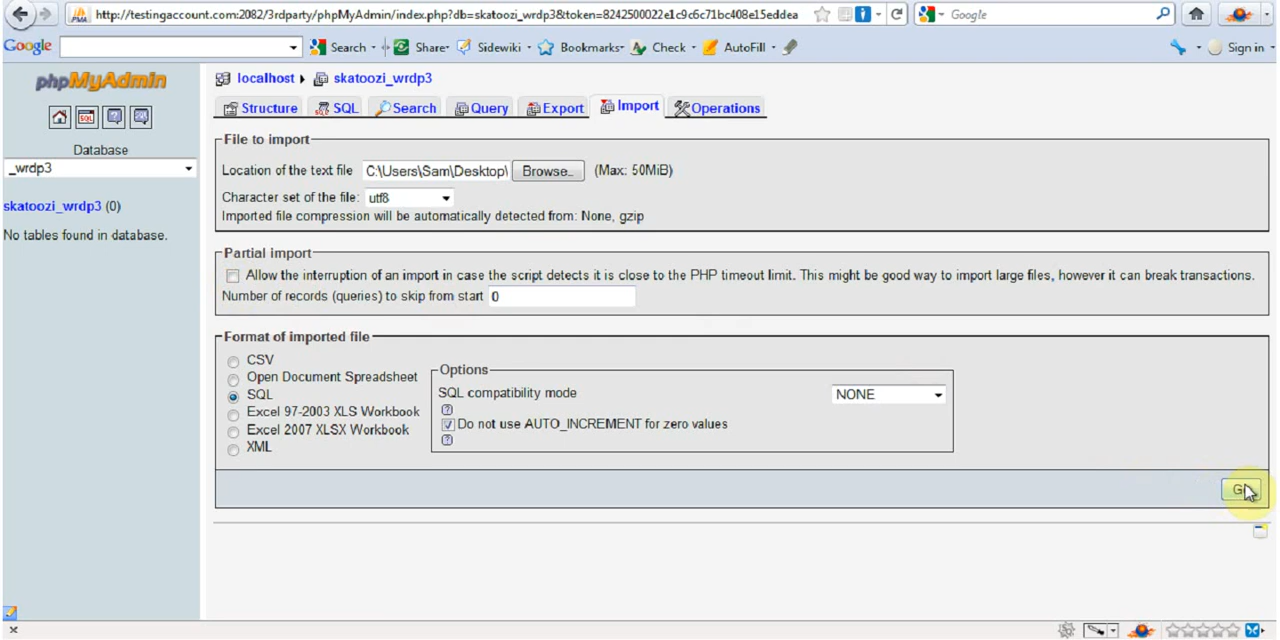 http://testingaccount.com:2082/3rdparty/phpMyAdmin/index.php?db=skatoozi_wrdp3&token=8242500022e1c9c6c71bc408e15eddea
Google
Google
Search
Share
Sidewiki
Bookmarks
Check
AutoFill
Sign in
phpMyAdmin
SQL
Database
_wrdp3
skatoozi_wrdp3 (0)
No tables found in database.
localhost
skatoozi_wrdp3
Structure
SQL
Search
Query
Export
Import
Operations
File to import
Location of the text file C:\Users\Sam\Desktop\ Browse... (Max: 50MiB)
Character set of the file: utf8
Imported file compression will be automatically detected from: None, gzip
Partial import
Allow the interruption of an import in case the script detects it is close to the PHP timeout limit. This might be good way to import large files, however it can break transactions.
Number of records (queries) to skip from start 0
Format of imported file
CSV
Open Document Spreadsheet
SQL
Excel 97-2003 XLS Workbook
Excel 2007 XLSX Workbook
XML
Options
SQL compatibility mode NONE
Do not use AUTO_INCREMENT for zero values